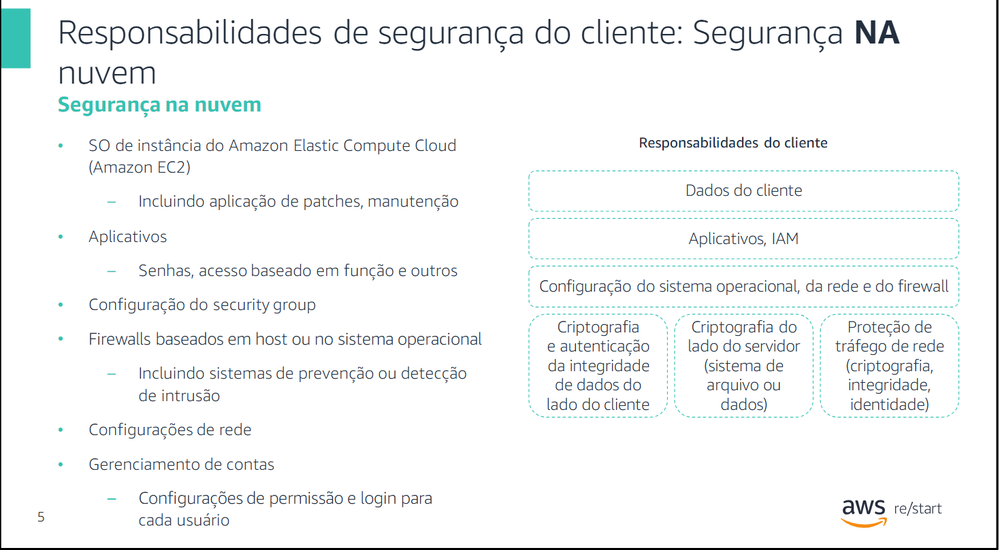 Responsabilidades de segurança do cliente: Segurança NA
nuvem
Segurança na nuvem
• SO de instância do Amazon Elastic Compute Cloud
(Amazon EC2)
– Incluindo aplicação de patches, manutenção
• Aplicativos
– Senhas, acesso baseado em função e outros
• Configuração do security group
• Firewalls baseados em host ou no sistema operacional
– Incluindo sistemas de prevenção ou detecção
de intrusão
• Configurações de rede
• Gerenciamento de contas
– Configurações de permissão e login para
cada usuário
Responsabilidades do cliente
Dados do cliente
Aplicativos, IAM
Configuração do sistema operacional, da rede e do firewall
Criptografia
e autenticação
da integridade
de dados do
lado do cliente
Criptografia do
lado do servidor
(sistema de
arquivo ou
dados)
Proteção de
tráfego de rede
(criptografia,
integridade,
identidade)
5
aws re/start